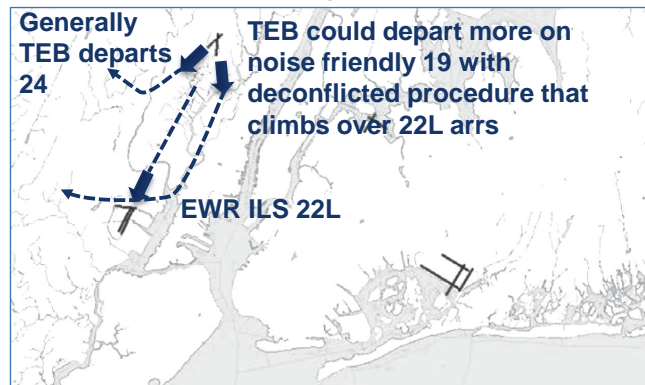 Generally
TEB departs
24
TEB could depart more on
noise friendly 19 with
deconflicted procedure that
climbs over 22L arrs
EWR ILS 22L